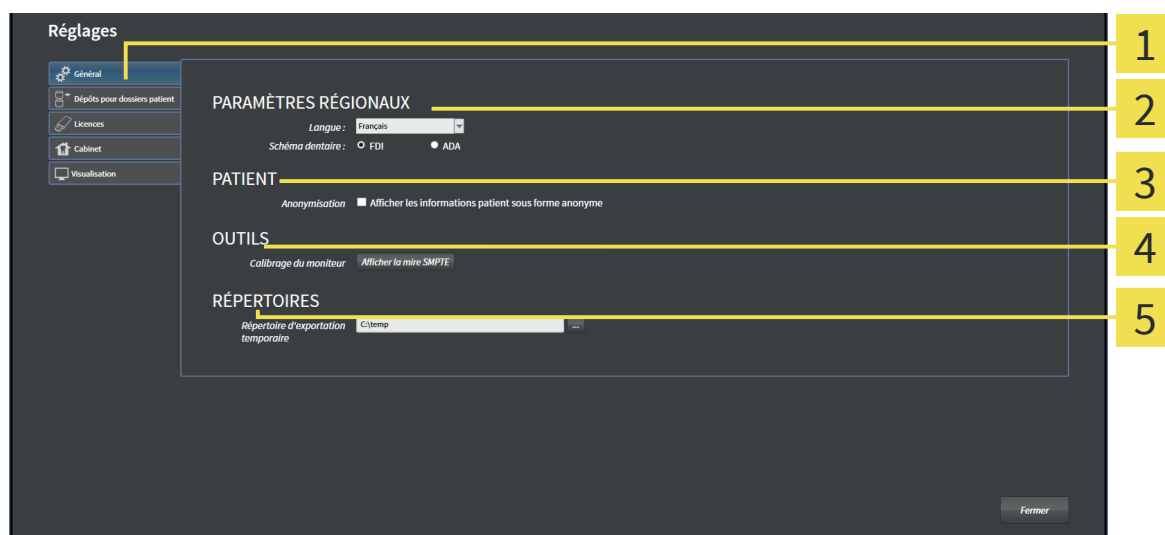 Réglages
1
Général
Dépôts pour dossiers patient
Licences
Cabinet
Visualisation
PARAMÈTRES RÉGIONAUX
2
Langue :
Français
Schéma dentaire :
FDI
ADA
PATIENT
3
Anonymisation
Afficher les informations patient sous forme anonyme
OUTILS
4
Calibrage du moniteur
Afficher la mire SMPTE
RÉPERTOIRES
5
Répertoire d'exportation
temporaire
C:\temp
...
Fermer